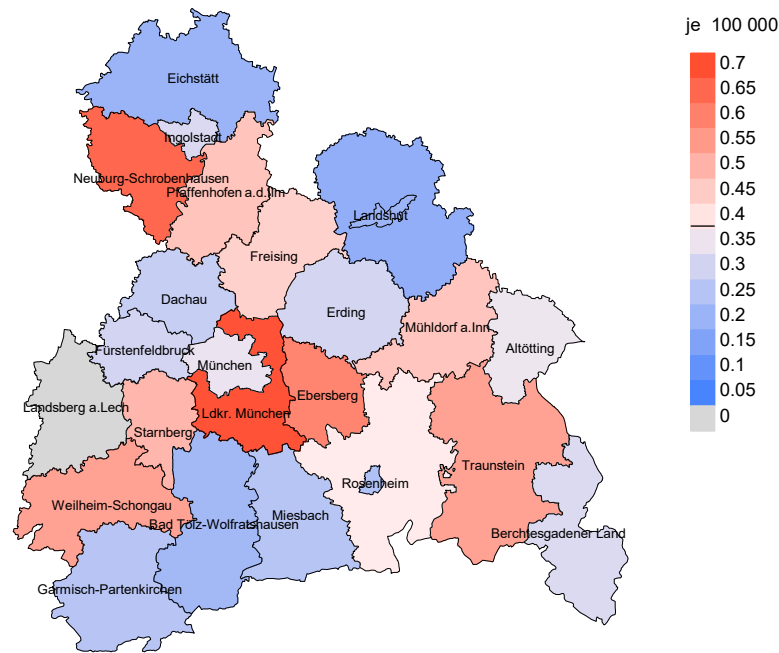 je 100 000
0.7
0.65
0.6
0.55
0.5
0.45
0.4
0.35
0.3
0.25
0.2
0.15
0.1
0.05
0
Eichstätt
Ingolstadt
Neuburg-Schrobenhausen
Pfaffenhofen a.d.Ilm
Landshut
Freising
Dachau
Erding
Mühldorf a.Inn
Altötting
Fürstenfeldbruck
München
Ebersberg
Landsberg a.Lech
Ldkr. München
Starnberg
Traunstein
Rosenheim
Weilheim-Schongau
Miesbach
Bad Tölz-Wolfratshausen
Berchtesgadener Land
Garmisch-Partenkirchen